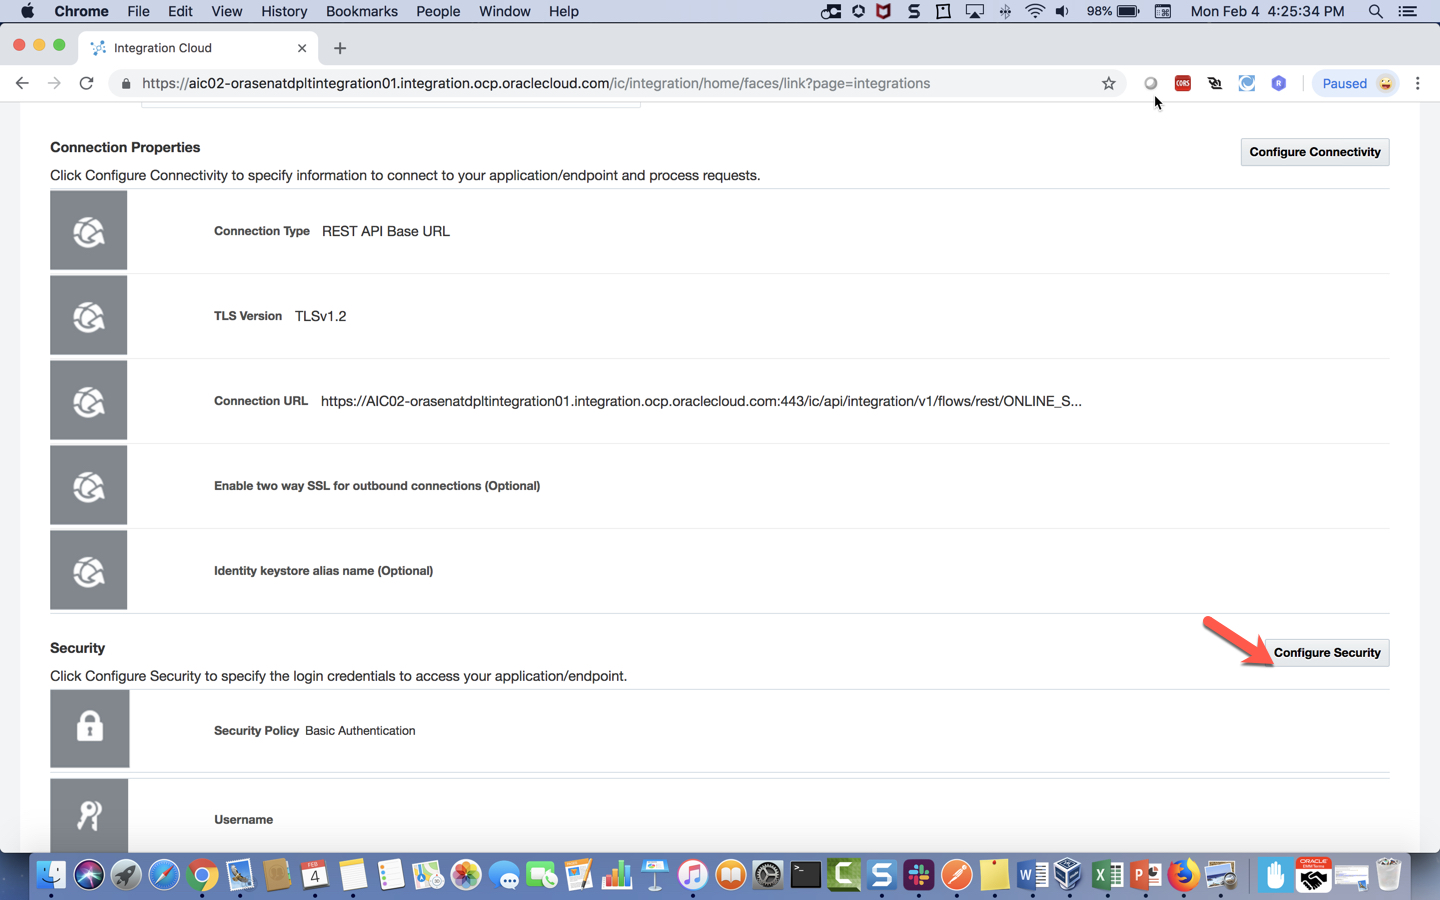 Chrome File Edit View History Bookmarks People Window Help 98% Mon Feb 4 4:25:34 PM
Integration Cloud
https://aic02-orasenatdpltintegration01.integration.ocp.oraclecloud.com/ic/integration/home/faces/link?page=integrations CORS R Paused
Connection Properties
Configure Connectivity
Click Configure Connectivity to specify information to connect to your application/endpoint and process requests.
Connection Type REST API Base URL
TLS Version TLSv1.2
Connection URL https://AIC02-orasenatdpltintegration01.integration.ocp.oraclecloud.com:443/ic/api/integration/v1/flows/rest/ONLINE_S...
Enable two way SSL for outbound connections (Optional)
Identity keystore alias name (Optional)
Security
Configure Security
Click Configure Security to specify the login credentials to access your application/endpoint.
Security Policy Basic Authentication
Username
FEB
4
ORACLE